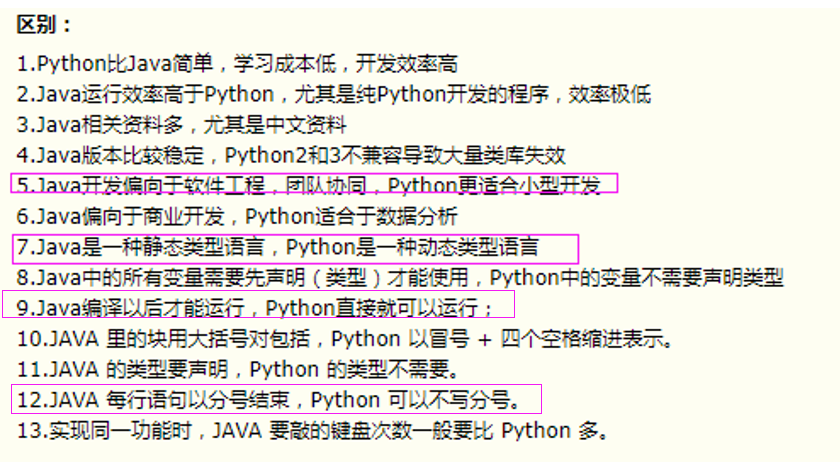 区别：
1.Python比Java简单，学习成本低，开发效率高
2.Java运行效率高于Python，尤其是纯Python开发的程序，效率极低
3.Java相关资料多，尤其是中文资料
4.Java版本比较稳定，Python2和3不兼容导致大量类库失效
5.Java开发偏向于软件工程，团队协同，Python更适合小型开发
6.Java偏向于商业开发，Python适合于数据分析
7.Java是一种静态类型语言，Python是一种动态类型语言
8.Java中的所有变量需要先声明（类型）才能使用，Python中的变量不需要声明类型
9.Java编译以后才能运行，Python直接就可以运行；
10.JAVA 里的块用大括号对包括，Python 以冒号 + 四个空格缩进表示。
11.JAVA 的类型要声明，Python 的类型不需要。
12.JAVA 每行语句以分号结束，Python 可以不写分号。
13.实现同一功能时，JAVA 要敲的键盘次数一般要比 Python 多。